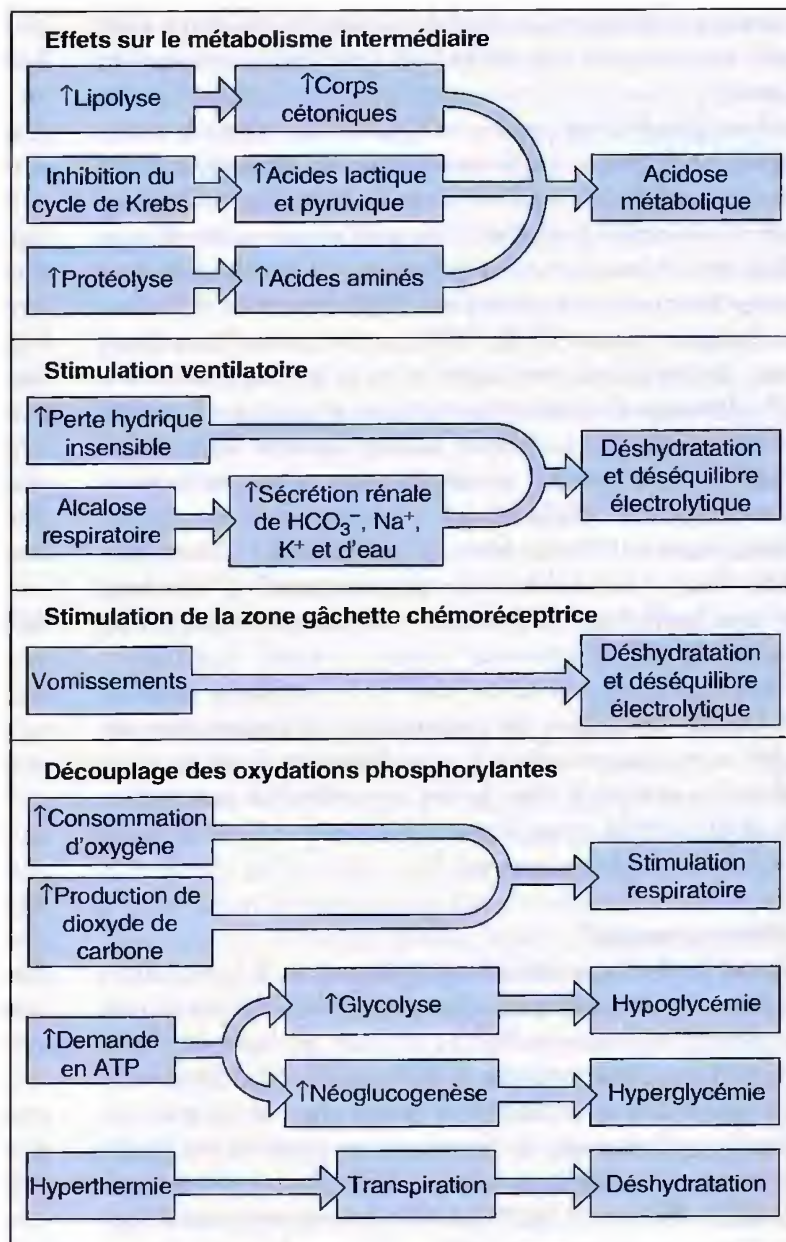 Effets sur le métabolisme intermédiaire
↑Lipolyse
↑Corps
cétoniques
Inhibition du
cycle de Krebs
↑Acides lactique
et pyruvique
Acidose
métabolique
↑Protéolyse
↑Acides aminés
Stimulation ventilatoire
↑Perte hydrique
insensible
Alcalose
respiratoire
↑Sécrétion rénale
de HCO₃⁻, Na⁺,
K⁺ et d'eau
Déshydratation
et déséquilibre
électrolytique
Stimulation de la zone gâchette chémoréceptrice
Vomissements
Déshydratation
et déséquilibre
électrolytique
Découplage des oxydations phosphorylantes
↑Consommation
d'oxygène
↑Production de
dioxyde de
carbone
Stimulation
respiratoire
↑Demande
en ATP
↑Glycolyse
Hypoglycémie
↑Néoglucogenèse
Hyperglycémie
Hyperthermie
Transpiration
Déshydratation